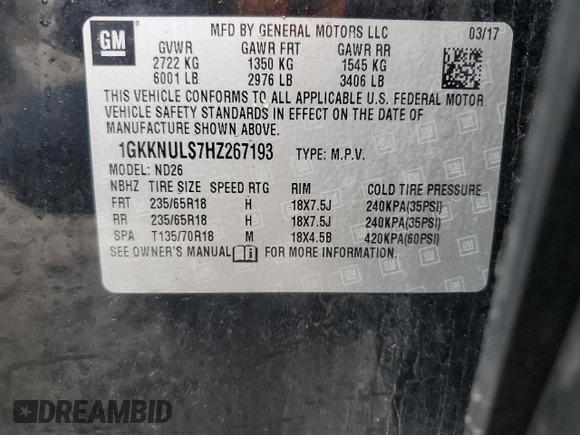 GM
MFD BY GENERAL MOTORS LLC 03/17
GVWR GAWR FRT GAWR RR
2722 KG 1350 KG 1545 KG
6001 LB 2976 LB 3406 LB
THIS VEHICLE CONFORMS TO ALL APPLICABLE U.S. FEDERAL MOTOR
VEHICLE SAFETY STANDARDS IN EFFECT ON THE DATE OF
MANUFACTURE SHOWN ABOVE.
1GKKNULS7HZ267193 TYPE: M.P.V.
MODEL: ND26
NBHZ TIRE SIZE SPEED RTG RIM COLD TIRE PRESSURE
FRT 235/65R18 H 18X7.5J 240KPA(35PSI)
RR 235/65R18 H 18X7.5J 240KPA(35PSI)
SPA T135/70R18 M 18X4.5B 420KPA(60PSI)
SEE OWNER'S MANUAL i FOR MORE INFORMATION.
DREAMBID